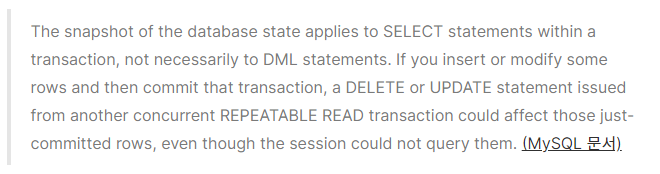 The snapshot of the database state applies to SELECT statements within a
transaction, not necessarily to DML statements. If you insert or modify some
rows and then commit that transaction, a DELETE or UPDATE statement issued
from another concurrent REPEATABLE READ transaction could affect those just-
committed rows, even though the session could not query them. (MySQL 문서)